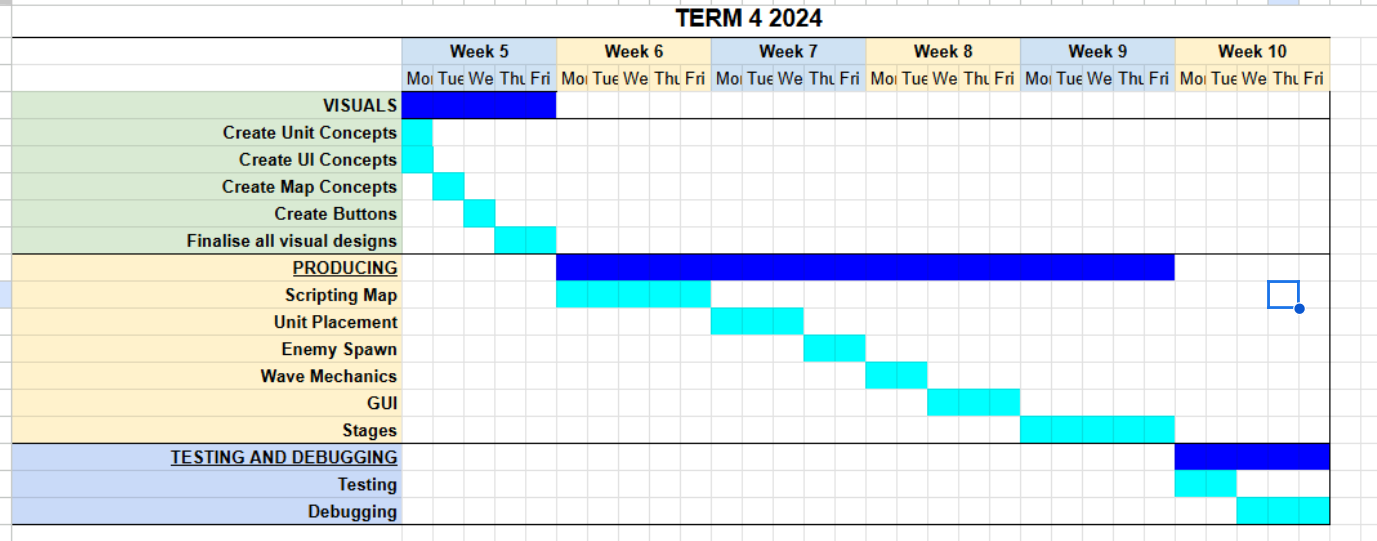 TERM 4 2024
Week 5 Week 6 Week 7 Week 8 Week 9 Week 10
Mo Tue We Thu Fri Mo Tue We Thu Fri Mo Tue We Thu Fri Mo Tue We Thu Fri Mo Tue We Thu Fri Mo Tue We Thu Fri
VISUALS
Create Unit Concepts
Create UI Concepts
Create Map Concepts
Create Buttons
Finalise all visual designs
PRODUCING
Scripting Map
Unit Placement
Enemy Spawn
Wave Mechanics
GUI
Stages
TESTING AND DEBUGGING
Testing
Debugging